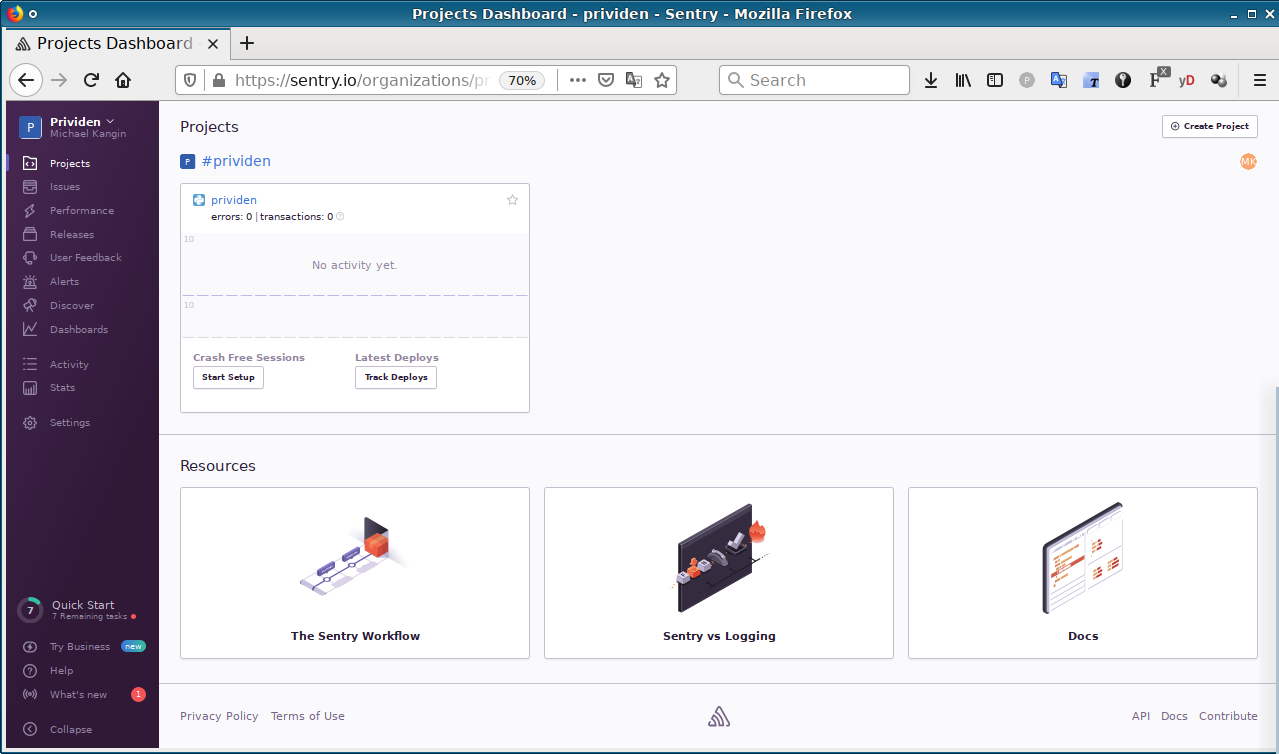 Projects Dashboard - prividen - Sentry - Mozilla Firefox
Projects Dashboard
https://sentry.io/organizations/pr
70%
Search
P
T
F
X
yD
P
Prividen
Michael Kangin
Projects
Issues
Performance
Releases
User Feedback
Alerts
Discover
Dashboards
Activity
Stats
Settings
7
Quick Start
7 Remaining tasks
Try Business
new
Help
What's new
1
Collapse
Projects
Create Project
P
#prividen
MK
prividen
errors: 0 | transactions: 0
10
No activity yet.
10
Crash Free Sessions
Latest Deploys
Start Setup
Track Deploys
Resources
The Sentry Workflow
Sentry vs Logging
Docs
Privacy Policy
Terms of Use
API
Docs
Contribute